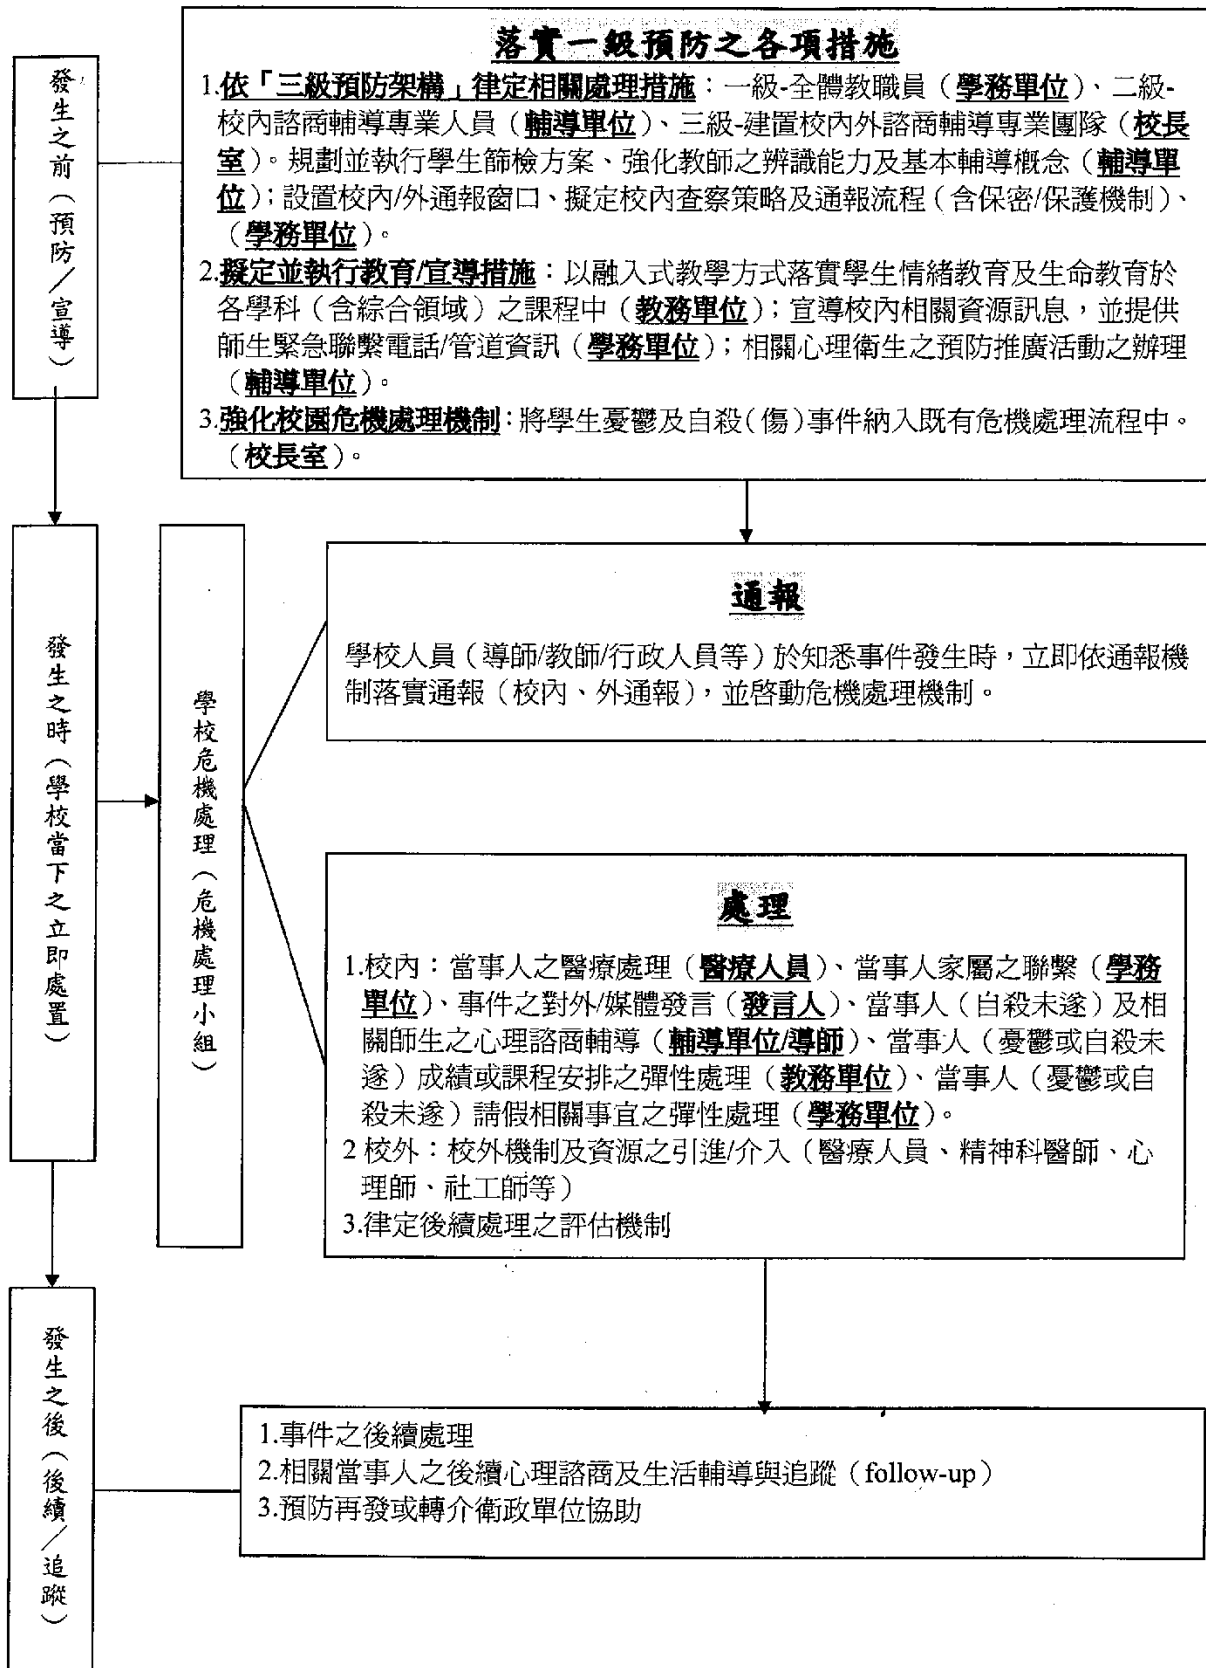 發生之前（預防／宣導）
落實一級預防之各項措施
1.依「三級預防架構」律定相關處理措施：一級-全體教職員（學務單位）、二級-
校內諮商輔導專業人員（輔導單位）、三級-建置校內外諮商輔導專業團隊（校長
室）。規劃並執行學生篩檢方案、強化教師之辨識能力及基本輔導概念（輔導單
位）；設置校內/外通報窗口、擬定校內查察策略及通報流程（含保密/保護機制）、
（學務單位）。
2.擬定並執行教育/宣導措施：以融入式教學方式落實學生情緒教育及生命教育於
各學科（含綜合領域）之課程中（教務單位）；宣導校內相關資源訊息，並提供
師生緊急聯繫電話/管道資訊（學務單位）；相關心理衛生之預防推廣活動之辦理
（輔導單位）。
3.強化校園危機處理機制：將學生憂鬱及自殺（傷）事件納入既有危機處理流程中。
（校長室）。
發生之時（學校當下之立即處置）
學校危機處理（危機處理小組）
通報
學校人員（導師/教師/行政人員等）於知悉事件發生時，立即依通報機
制落實通報（校內、外通報），並啓動危機處理機制。
處理
1.校內：當事人之醫療處理（醫療人員）、當事人家屬之聯繫（學務
單位）、事件之對外/媒體發言（發言人）、當事人（自殺未遂）及相
關師生之心理諮商輔導（輔導單位/導師）、當事人（憂鬱或自殺未
遂）成績或課程安排之彈性處理（教務單位）、當事人（憂鬱或自
殺未遂）請假相關事宜之彈性處理（學務單位）。
2 校外：校外機制及資源之引進/介入（醫療人員、精神科醫師、心
理師、社工師等）
3.律定後續處理之評估機制
發生之後（後續／追蹤）
1.事件之後續處理
2.相關當事人之後續心理諮商及生活輔導與追蹤（follow-up）
3.預防再發或轉介衛政單位協助